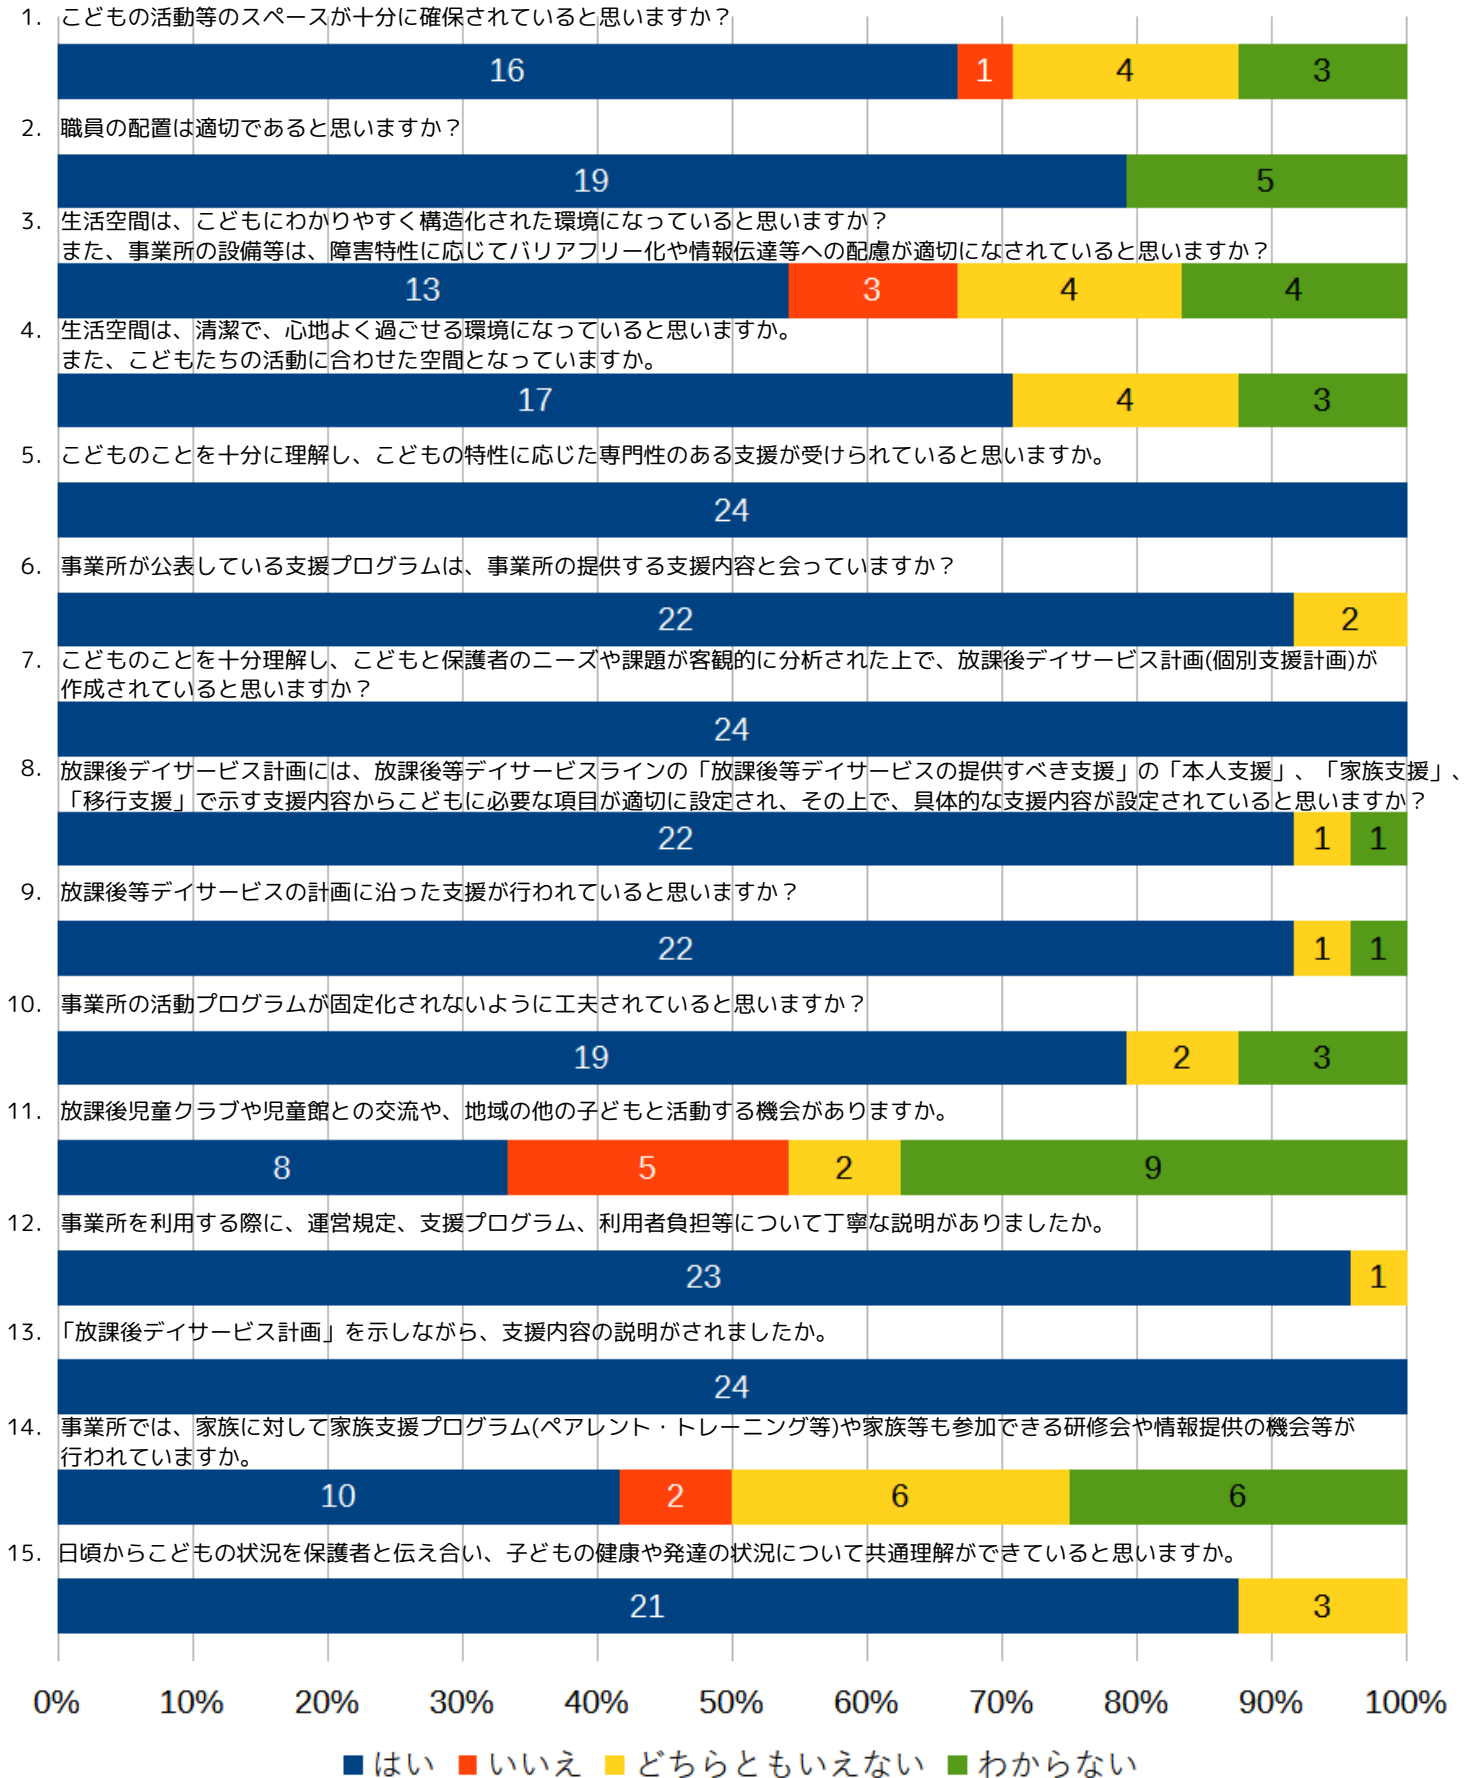 1. こどもの活動等のスペースが十分に確保されていると思いますか？
16 1 4 3
2. 職員の配置は適切であると思いますか？
19 5
3. 生活空間は、こどもにわかりやすく構造化された環境になっていると思いますか？
また、事業所の設備等は、障害特性に応じてバリアフリー化や情報伝達等への配慮が適切になされていると思いますか？
13 3 4 4
4. 生活空間は、清潔で、心地よく過ごせる環境になっていると思いますか。
また、こどもたちの活動に合わせた空間となっていますか。
17 4 3
5. こどものことを十分に理解し、こどもの特性に応じた専門性のある支援が受けられていると思いますか。
24
6. 事業所が公表している支援プログラムは、事業所の提供する支援内容と会っていますか？
22 2
7. こどものことを十分理解し、こどもと保護者のニーズや課題が客観的に分析された上で、放課後デイサービス計画(個別支援計画)が
作成されていると思いますか？
24
8. 放課後デイサービス計画には、放課後等デイサービスラインの「放課後等デイサービスの提供すべき支援」の「本人支援」、「家族支援」、
「移行支援」で示す支援内容からこどもに必要な項目が適切に設定され、その上で、具体的な支援内容が設定されていると思いますか？
22 1 1
9. 放課後等デイサービスの計画に沿った支援が行われていると思いますか？
22 1 1
10. 事業所の活動プログラムが固定化されないように工夫されていると思いますか？
19 2 3
11. 放課後児童クラブや児童館との交流や、地域の他の子どもと活動する機会がありますか。
8 5 2 9
12. 事業所を利用する際に、運営規定、支援プログラム、利用者負担等について丁寧な説明がありましたか。
23 1
13. 「放課後デイサービス計画」を示しながら、支援内容の説明がされましたか。
24
14. 事業所では、家族に対して家族支援プログラム(ペアレント・トレーニング等)や家族等も参加できる研修会や情報提供の機会等が
行われていますか。
10 2 6 6
15. 日頃からこどもの状況を保護者と伝え合い、子どもの健康や発達の状況について共通理解ができていると思いますか。
21 3
0% 10% 20% 30% 40% 50% 60% 70% 80% 90% 100%
はい いいえ どちらともいえない わからない